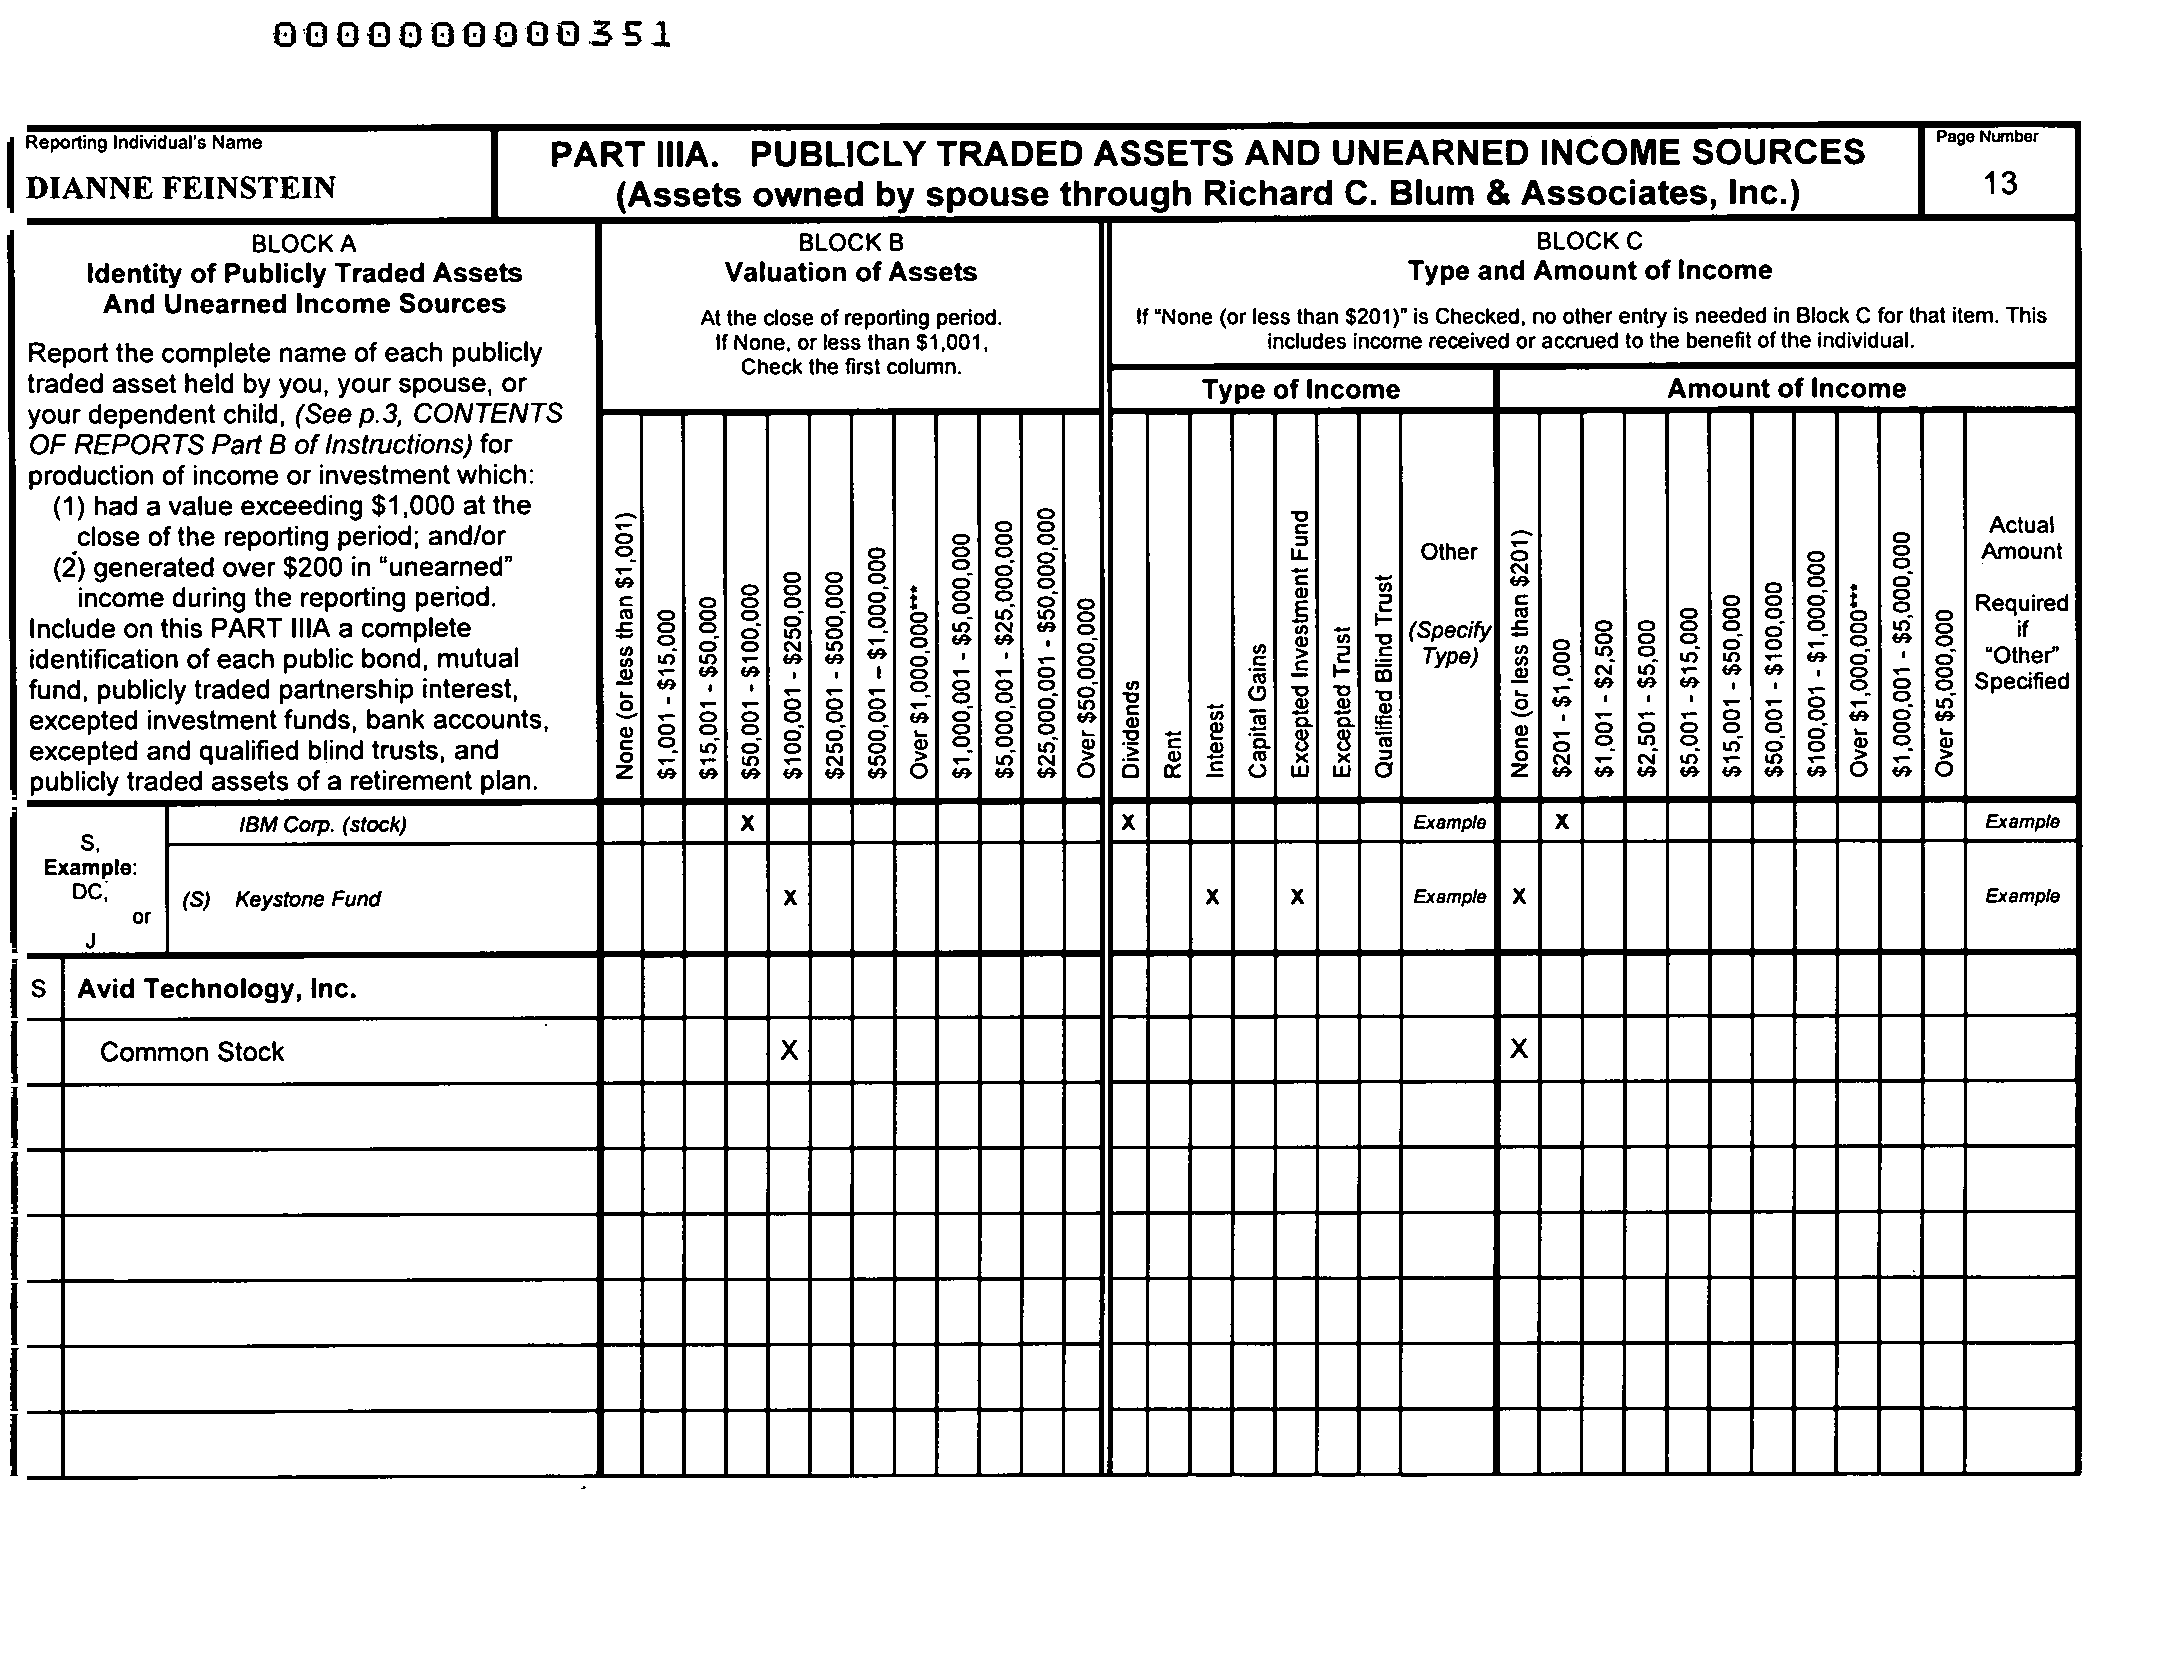 0000000000351
Reporting Individual's Name
DIANNE FEINSTEIN
PART IIIA. PUBLICLY TRADED ASSETS AND UNEARNED INCOME SOURCES
(Assets owned by spouse through Richard C. Blum & Associates, Inc.)
Page Number
13
BLOCK A
Identity of Publicly Traded Assets
And Unearned Income Sources
Report the complete name of each publicly
traded asset held by you, your spouse, or
your dependent child, (See p.3, CONTENTS
OF REPORTS Part B of Instructions) for
production of income or investment which:
(1) had a value exceeding $1,000 at the
close of the reporting period; and/or
(2) generated over $200 in "unearned"
income during the reporting period.
Include on this PART IIIA a complete
identification of each public bond, mutual
fund, publicly traded partnership interest,
excepted investment funds, bank accounts,
excepted and qualified blind trusts, and
publicly traded assets of a retirement plan.
BLOCK B
Valuation of Assets
At the close of reporting period.
If None, or less than $1,001,
Check the first column.
None (or less than $1,001)
$1,001 - $15,000
$15,001 - $50,000
$50,001 - $100,000
$100,001 - $250,000
$250,001 - $500,000
$500,001 – $1,000,000
Over $1,000,000***
$1,000,001 - $5,000,000
$5,000,001 - $25,000,000
$25,000,001 - $50,000,000
Over $50,000,000
BLOCK C
Type and Amount of Income
If "None (or less than $201)" is Checked, no other entry is needed in Block C for that item. This
includes income received or accrued to the benefit of the individual.
Type of Income
Dividends
Rent
Interest
Capital Gains
Excepted Investment Fund
Excepted Trust
Qualified Blind Trust
Other
(Specify
Type)
Amount of Income
None (or less than $201)
$201 - $1,000
$1,001 - $2,500
$2,501 - $5,000
$5,001 - $15,000
$15,001 - $50,000
$50,001 - $100,000
$100,001 - $1,000,000
Over $1,000,000***
$1,000,001 - $5,000,000
Over $5,000,000
Actual
Amount
Required
if
"Other"
Specified
S,
Example:
DC,
or
J
IBM Corp. (stock) X X Example X Example
(S) Keystone Fund X X X Example X Example
S Avid Technology, Inc.
Common Stock X X